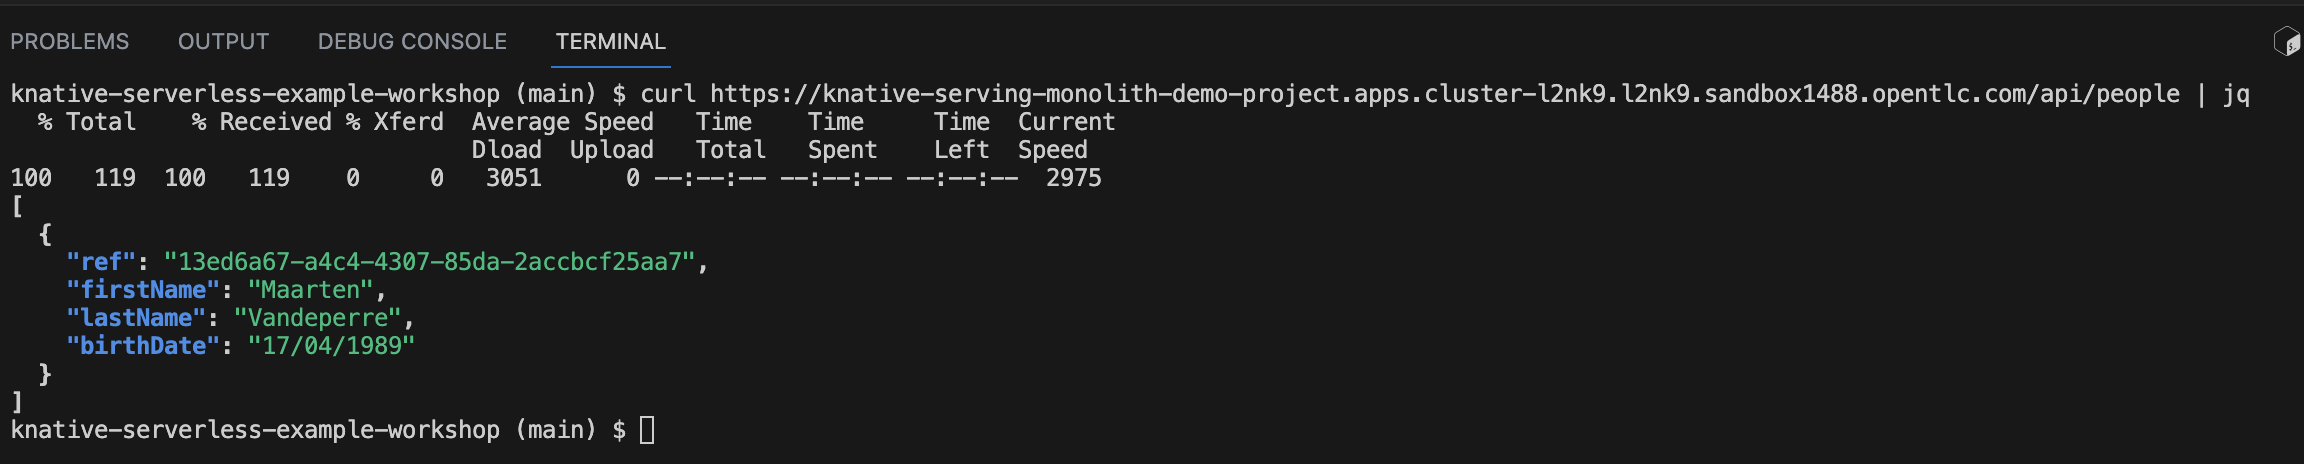 PROBLEMS OUTPUT DEBUG CONSOLE TERMINAL
knative-serverless-example-workshop (main) $ curl https://knative-serving-monolith-demo-project.apps.cluster-l2nk9.l2nk9.sandbox1488.opentlc.com/api/people | jq
% Total % Received % Xferd Average Speed Time Time Time Current
Dload Upload Total Spent Left Speed
100 119 100 119 0 0 3051 0 --:--:-- --:--:-- --:--:-- 2975
[
{
"ref": "13ed6a67-a4c4-4307-85da-2accbcf25aa7",
"firstName": "Maarten",
"lastName": "Vandeperre",
"birthDate": "17/04/1989"
}
]
knative-serverless-example-workshop (main) $